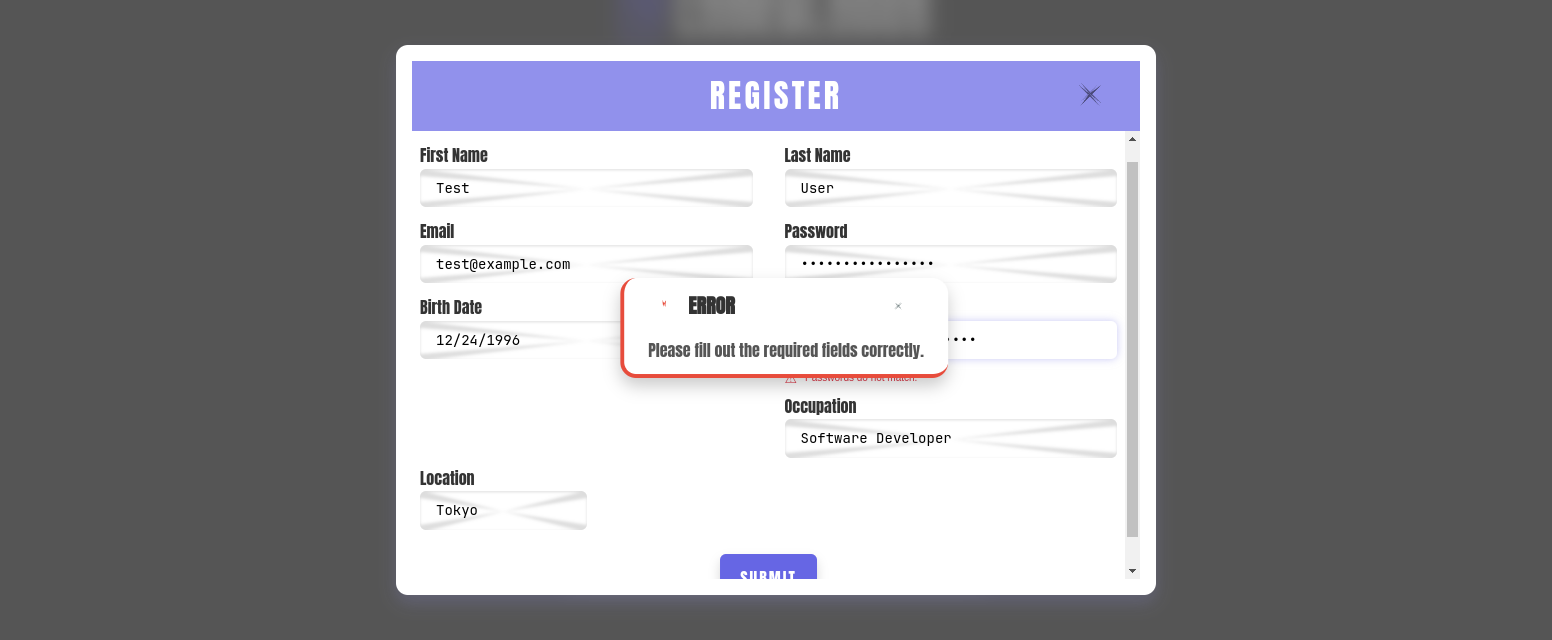 REGISTER
First Name
Last Name
Test
User
Email
Password
test@example.com
••••••••••••••••
Birth Date
ERROR
12/24/1996
Please fill out the required fields correctly.
Passwords do not match.
Occupation
Software Developer
Location
Tokyo
SUBMIT